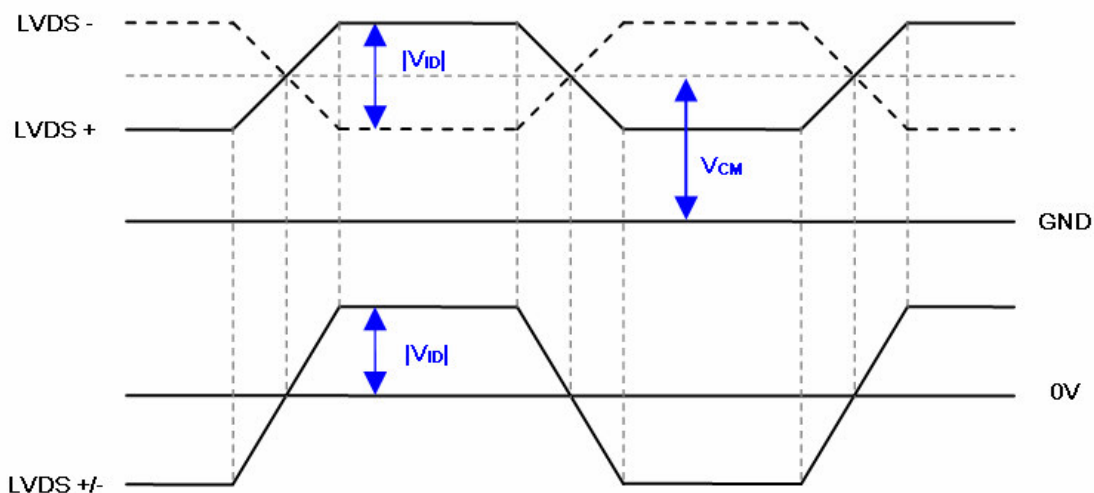 LVDS -
|VID|
LVDS +
VCM
GND
|VID|
0V
LVDS +/-